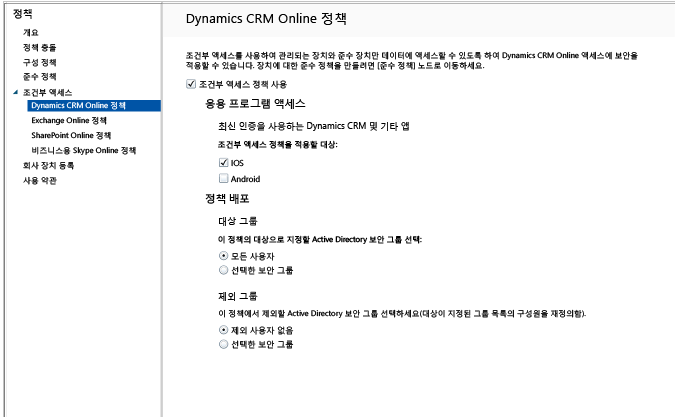 정책
개요
정책 충돌
구성 정책
준수 정책
조건부 액세스
Dynamics CRM Online 정책
Exchange Online 정책
SharePoint Online 정책
비즈니스용 Skype Online 정책
회사 장치 등록
사용 약관
Dynamics CRM Online 정책
조건부 액세스를 사용하여 관리되는 장치와 준수 장치만 데이터에 액세스할 수 있도록 하여 Dynamics CRM Online 액세스에 보안을
적용할 수 있습니다. 장치에 대한 준수 정책을 만들려면 [준수 정책] 노드로 이동하세요.
조건부 액세스 정책 사용
응용 프로그램 액세스
최신 인증을 사용하는 Dynamics CRM 및 기타 앱
조건부 액세스 정책을 적용할 대상:
IOS
Android
정책 배포
대상 그룹
이 정책의 대상으로 지정할 Active Directory 보안 그룹 선택:
모든 사용자
선택한 보안 그룹
제외 그룹
이 정책에서 제외할 Active Directory 보안 그룹 선택하세요(대상이 지정된 그룹 목록의 구성원을 재정의함).
제외 사용자 없음
선택한 보안 그룹